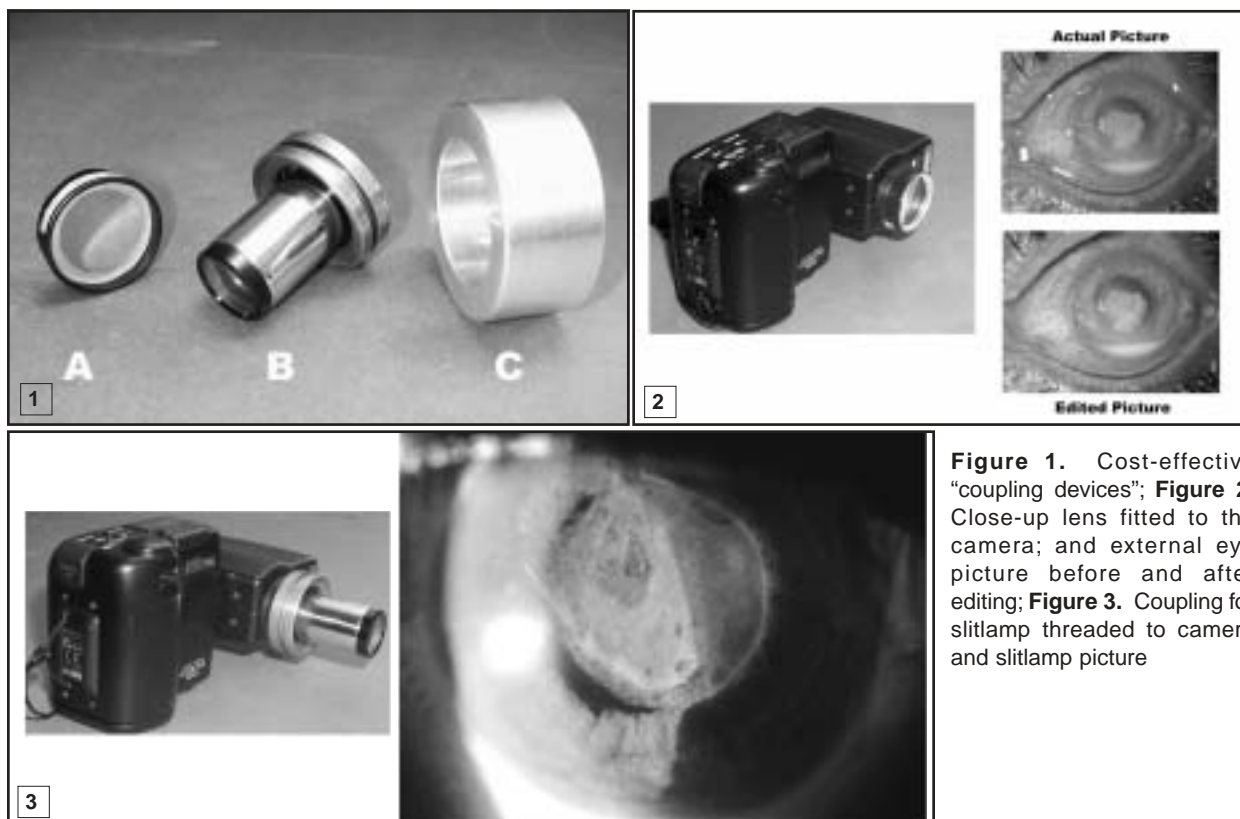 A B C
1
Actual Picture
Edited Picture
2
3
Figure 1. Cost-effectiv
“coupling devices”; Figure 2
Close-up lens fitted to th
camera; and external ey
picture before and afte
editing; Figure 3. Coupling fo
slitlamp threaded to camer
and slitlamp picture